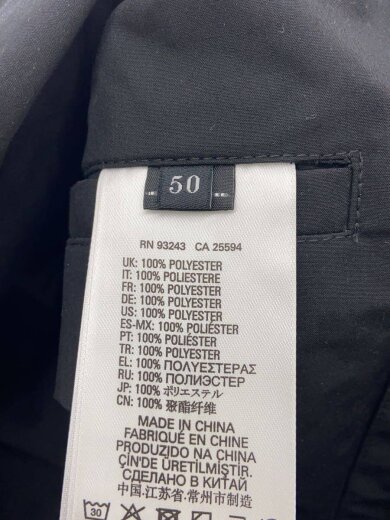 50
RN 93243 CA 25594
UK: 100% POLYESTER
IT: 100% POLIESTERE
FR: 100% POLYESTER
DE: 100% POLYESTER
US: 100% POLYESTER
ES-MX: 100% POLIÉSTER
PT: 100% POLIÉSTER
TR: 100% POLYESTER
EL: 100% ΠΟΛΥΕΣΤΕΡΑΣ
RU: 100% ПОЛИЭСТЕР
JP: 100% ポリエステル
CN: 100% 聚酯纤维
MADE IN CHINA
FABRIQUÉ EN CHINE
PRODUZIDO NA CHINA
ÇİN'DE ÜRETİLMİŞTİR.
СДЕЛАНО В КИТАЙ
中国.江苏省.常州市制造
30